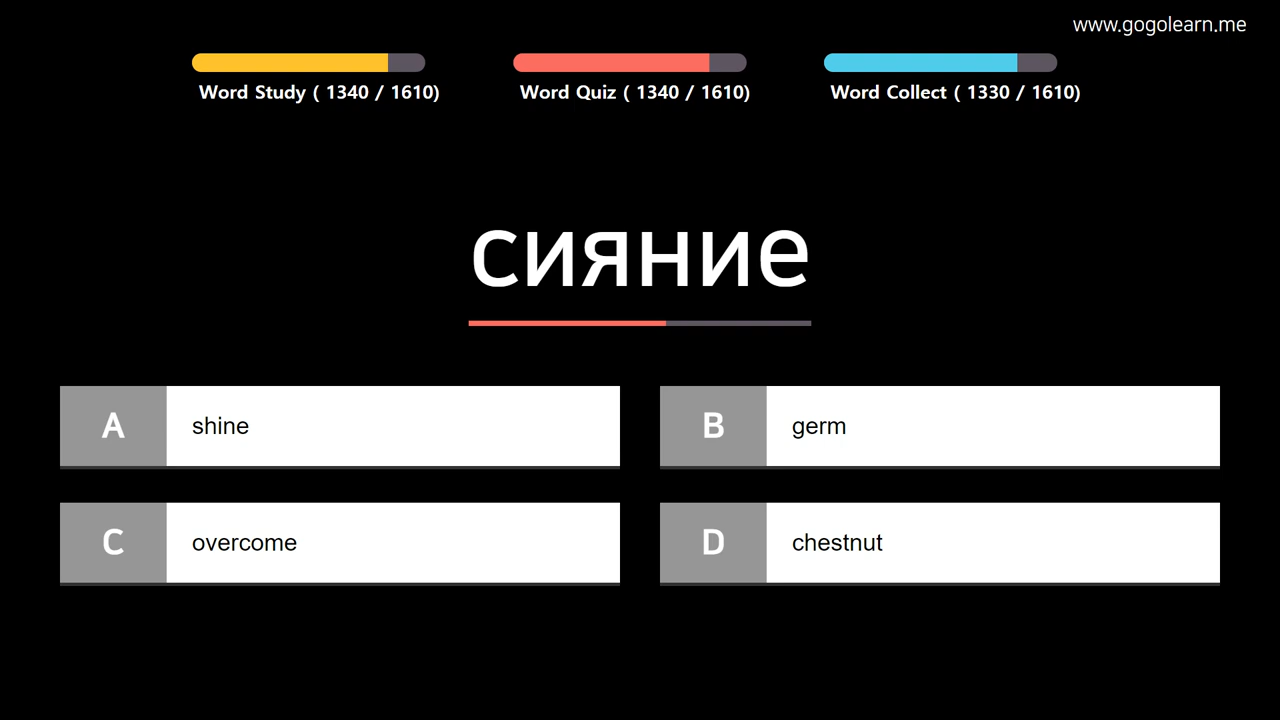 www.gogolearn.me
Word Study ( 1340 / 1610)
Word Quiz ( 1340 / 1610)
Word Collect ( 1330 / 1610)
сияние
A shine
B germ
C overcome
D chestnut